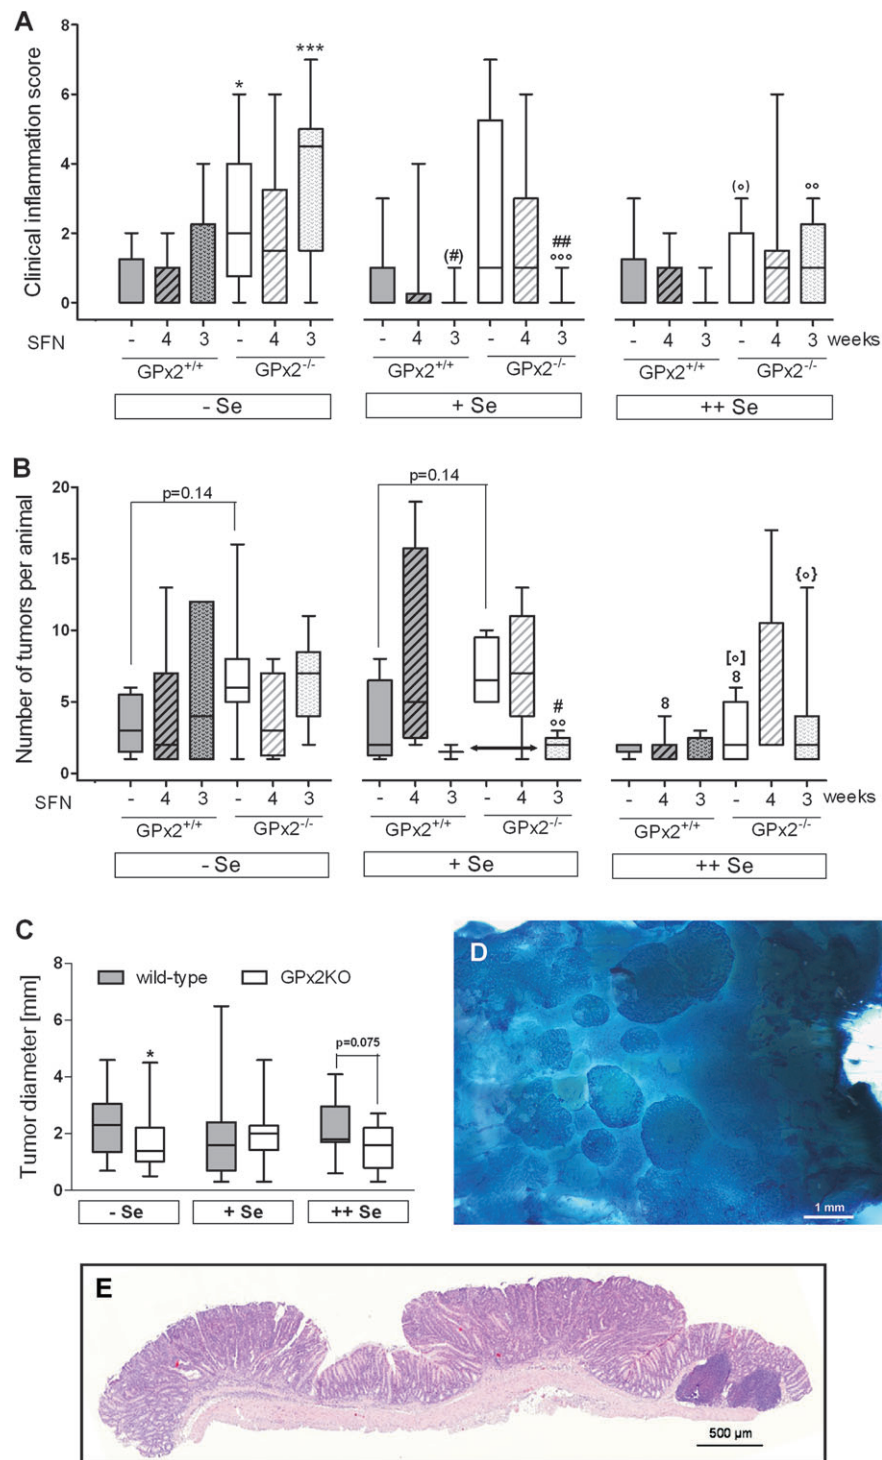 A
Clinical inflammation score
8
6
4
2
0
* *** (#) ## °°° (°) °°
SFN - 4 3 - 4 3 - 4 3 - 4 3 - 4 3 - 4 3 weeks
GPx2+/+ GPx2-/- GPx2+/+ GPx2-/- GPx2+/+ GPx2-/-
- Se + Se ++ Se
B
Number of tumors per animal
20
15
10
5
0
p=0.14 p=0.14
# °° 8 [°] 8 {°}
SFN - 4 3 - 4 3 - 4 3 - 4 3 - 4 3 - 4 3 weeks
GPx2+/+ GPx2-/- GPx2+/+ GPx2-/- GPx2+/+ GPx2-/-
- Se + Se ++ Se
C
Tumor diameter [mm]
8
6
4
2
0
wild-type GPx2KO
* p=0.075
- Se + Se ++ Se
D
1 mm
E
500 µm